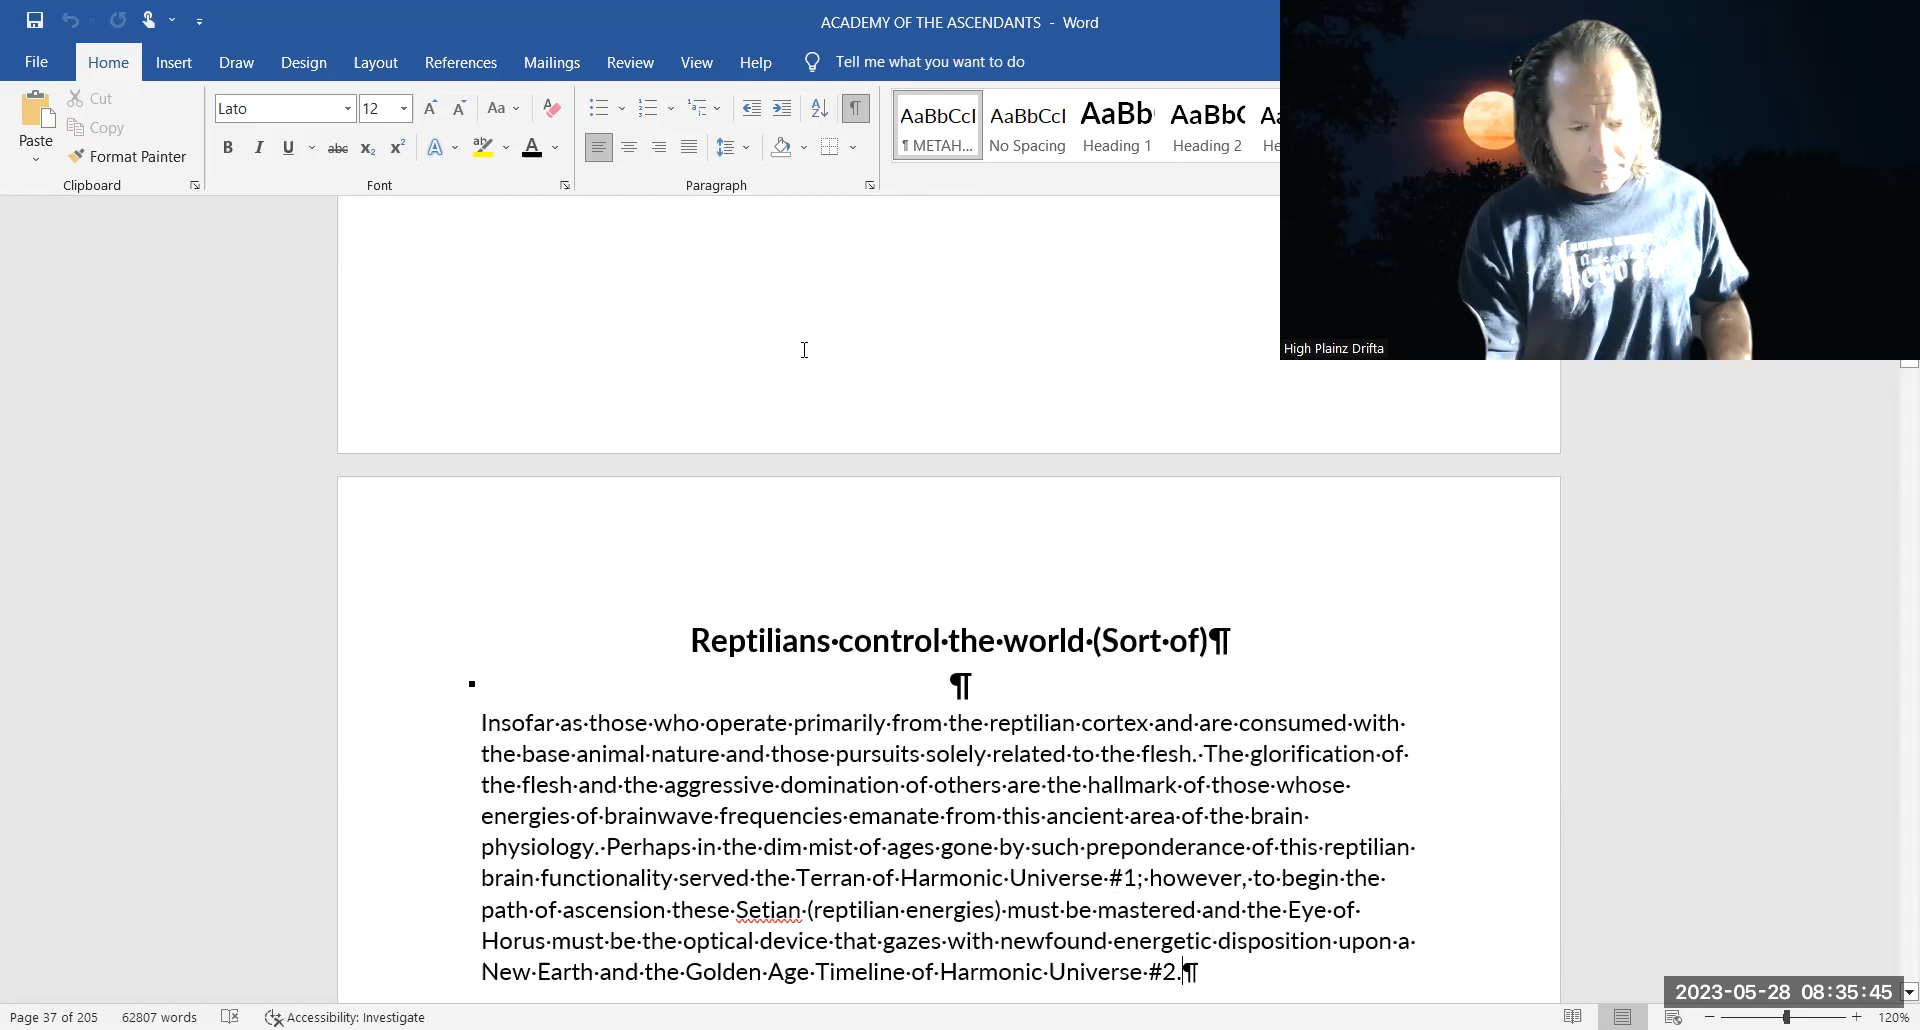 ACADEMY OF THE ASCENDANTS - Word
File Home Insert Draw Design Layout References Mailings Review View Help Tell me what you want to do
Paste
Cut
Copy
Format Painter
Clipboard
Lato 12
Aa
B I U abc x₂ x² A ab A
Font
Paragraph
AaBbCcI AaBbCcI AaBb AaBbC Aa
¶ METAH... No Spacing Heading 1 Heading 2 He
High Plainz Drifta
Reptilians·control·the·world·(Sort·of)¶
¶
Insofar·as·those·who·operate·primarily·from·the·reptilian·cortex·and·are·consumed·with·
the·base·animal·nature·and·those·pursuits·solely·related·to·the·flesh.·The·glorification·of·
the·flesh·and·the·aggressive·domination·of·others·are·the·hallmark·of·those·whose·
energies·of·brainwave·frequencies·emanate·from·this·ancient·area·of·the·brain·
physiology.·Perhaps·in·the·dim·mist·of·ages·gone·by·such·preponderance·of·this·reptilian·
brain·functionality·served·the·Terran·of·Harmonic·Universe·#1;·however,·to·begin·the·
path·of·ascension·these·Setian·(reptilian·energies)·must·be·mastered·and·the·Eye·of·
Horus·must·be·the·optical·device·that·gazes·with·newfound·energetic·disposition·upon·a·
New·Earth·and·the·Golden·Age·Timeline·of·Harmonic·Universe·#2.¶
2023-05-28 08:35:45
Page 37 of 205 62807 words Accessibility: Investigate 120%